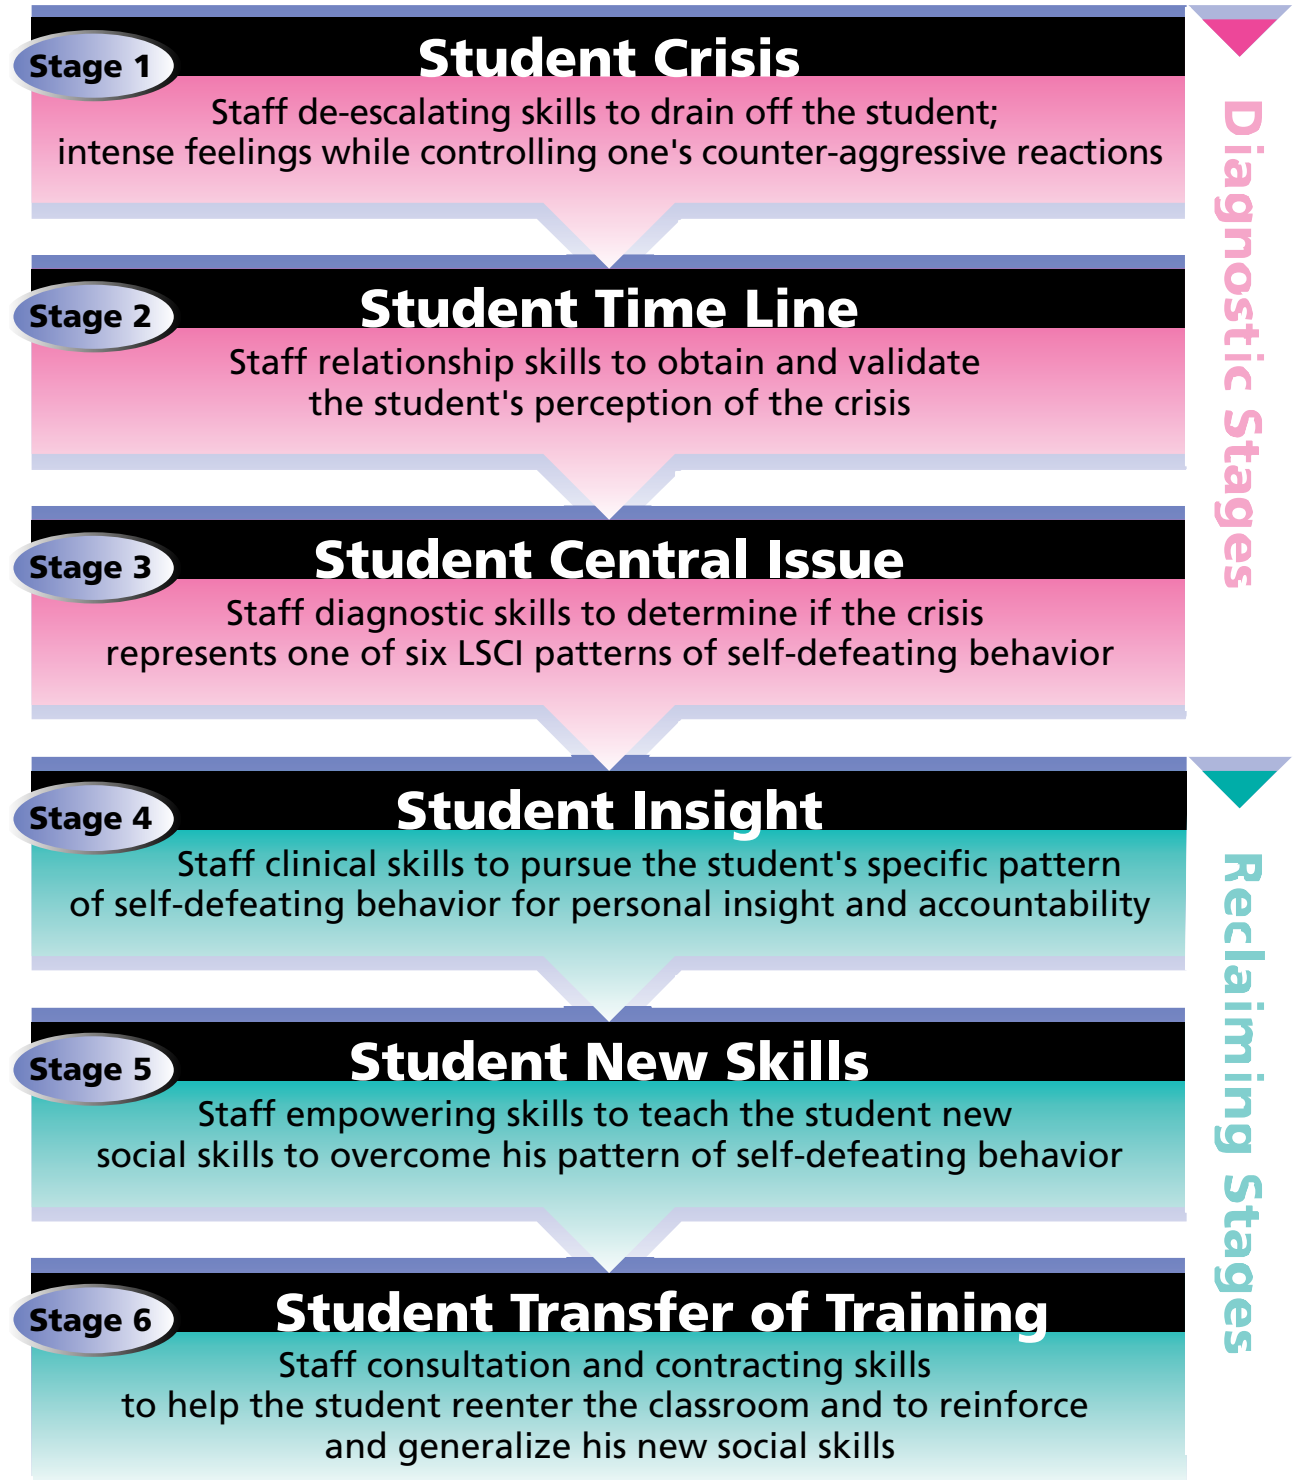 Stage 1
Student Crisis
Staff de-escalating skills to drain off the student;
intense feelings while controlling one's counter-aggressive reactions
Stage 2
Student Time Line
Staff relationship skills to obtain and validate
the student's perception of the crisis
Stage 3
Student Central Issue
Staff diagnostic skills to determine if the crisis
represents one of six LSCI patterns of self-defeating behavior
Diagnostic Stages
Stage 4
Student Insight
Staff clinical skills to pursue the student's specific pattern
of self-defeating behavior for personal insight and accountability
Stage 5
Student New Skills
Staff empowering skills to teach the student new
social skills to overcome his pattern of self-defeating behavior
Stage 6
Student Transfer of Training
Staff consultation and contracting skills
to help the student reenter the classroom and to reinforce
and generalize his new social skills
Reclaiming Stages